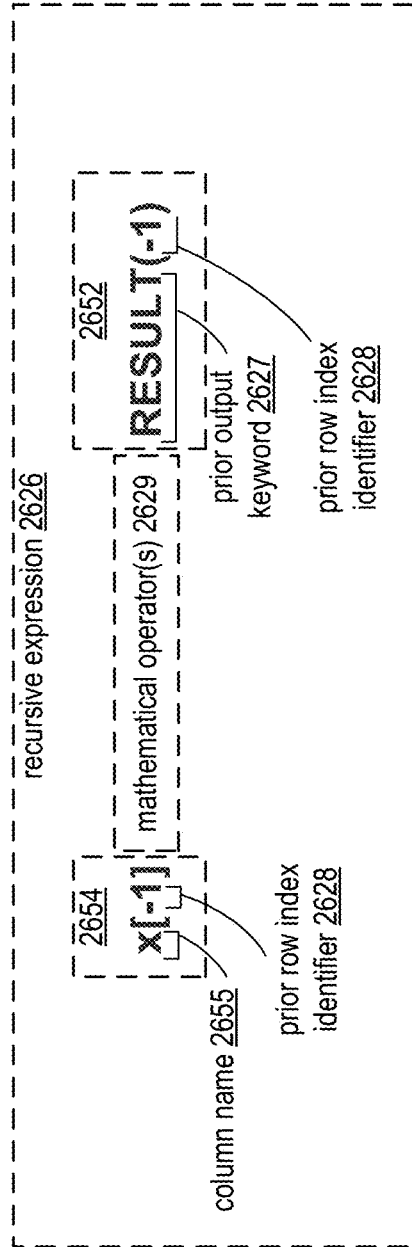 recursive expression 2626
2654
x[-1]
mathematical operator(s) 2629
2652
RESULT(-1)
column name 2655
prior row index
identifier 2628
prior output
keyword 2627
prior row index
identifier 2628